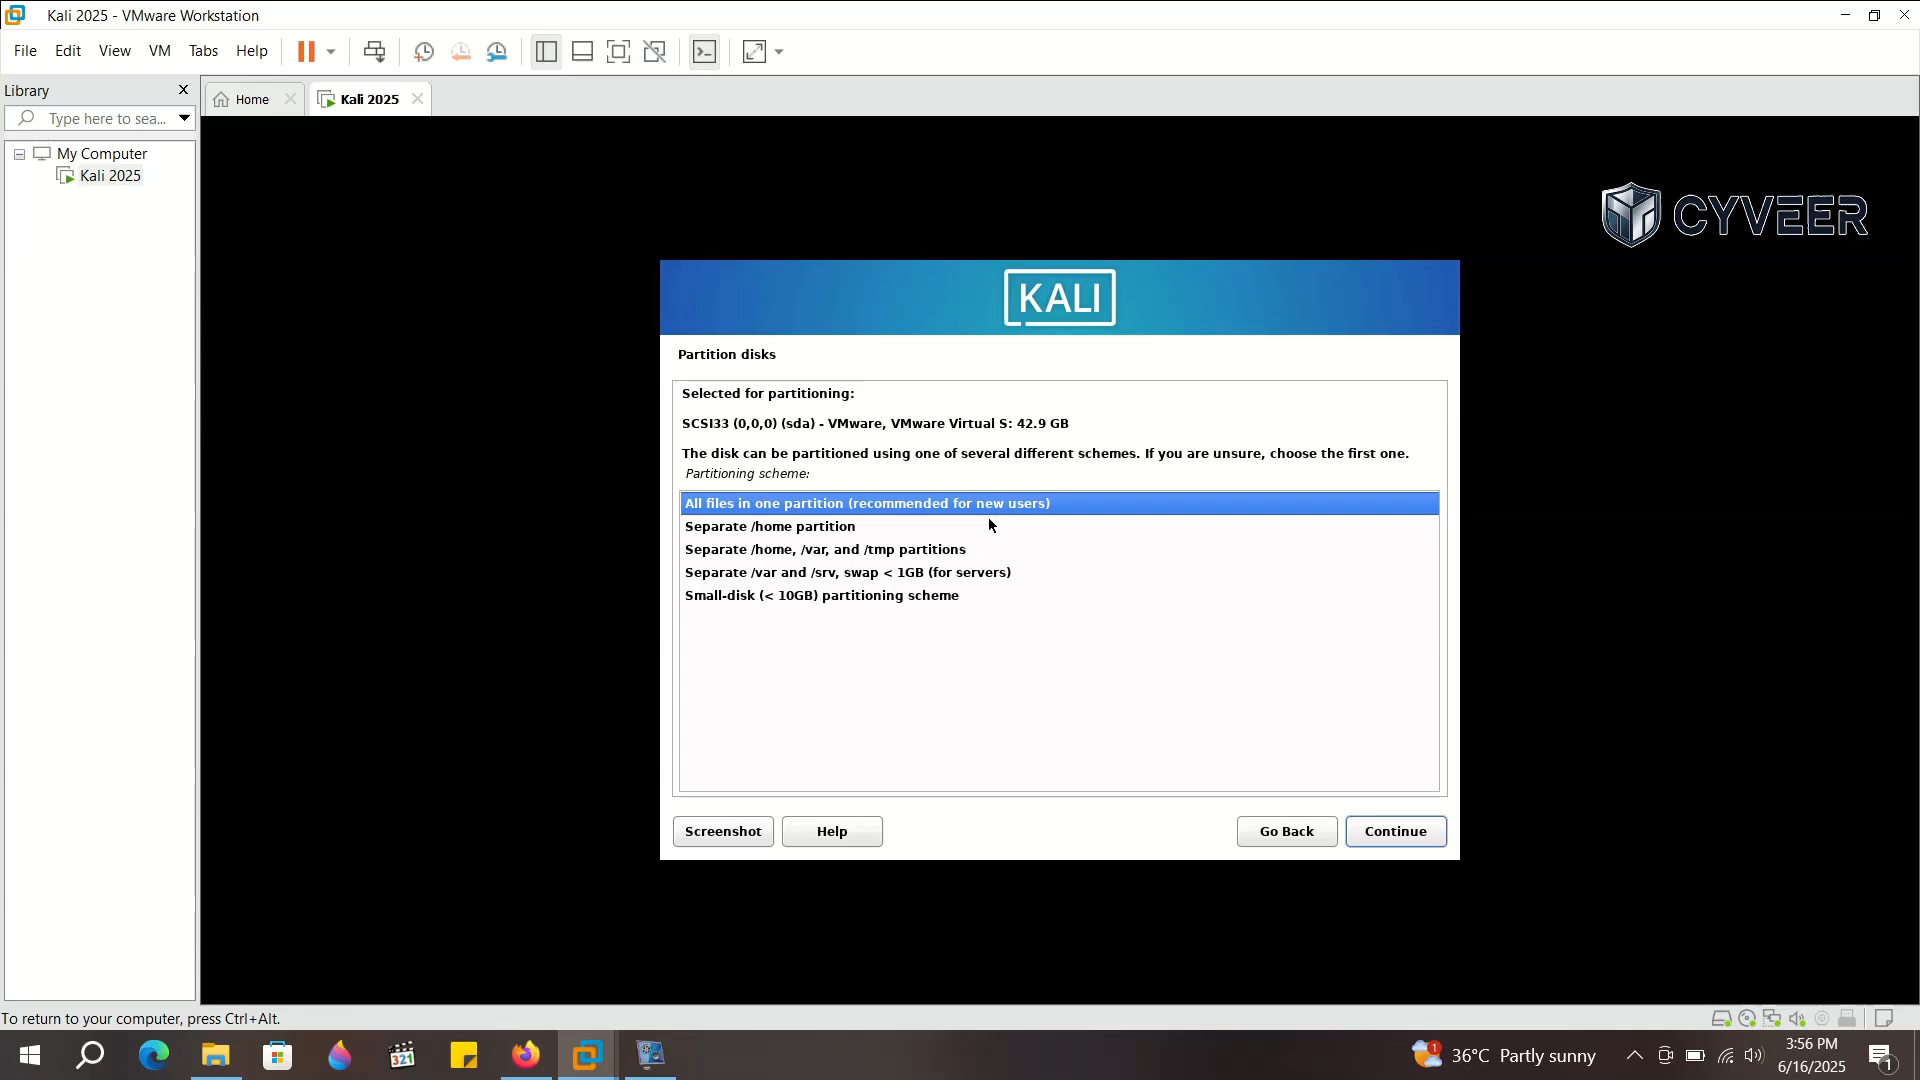 Kali 2025 - VMware Workstation
File Edit View VM Tabs Help
Library
Type here to sea...
My Computer
Kali 2025
Home
Kali 2025
CYVEER
KALI
Partition disks
Selected for partitioning:
SCSI33 (0,0,0) (sda) - VMware, VMware Virtual S: 42.9 GB
The disk can be partitioned using one of several different schemes. If you are unsure, choose the first one.
Partitioning scheme:
All files in one partition (recommended for new users)
Separate /home partition
Separate /home, /var, and /tmp partitions
Separate /var and /srv, swap < 1GB (for servers)
Small-disk (< 10GB) partitioning scheme
Screenshot Help Go Back Continue
To return to your computer, press Ctrl+Alt.
321
1
36°C Partly sunny
3:56 PM
6/16/2025
1